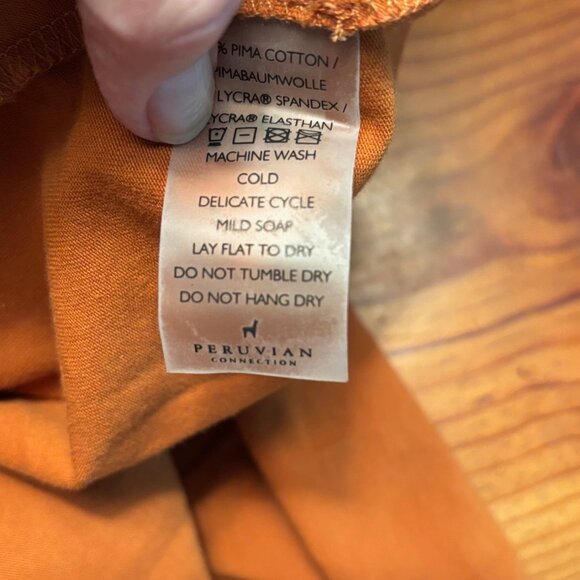 % PIMA COTTON /
PIMABAUMWOLLE
LYCRA® SPANDEX /
LYCRA® ELASTHAN
MACHINE WASH
COLD
DELICATE CYCLE
MILD SOAP
LAY FLAT TO DRY
DO NOT TUMBLE DRY
DO NOT HANG DRY
PERUVIAN
CONNECTION